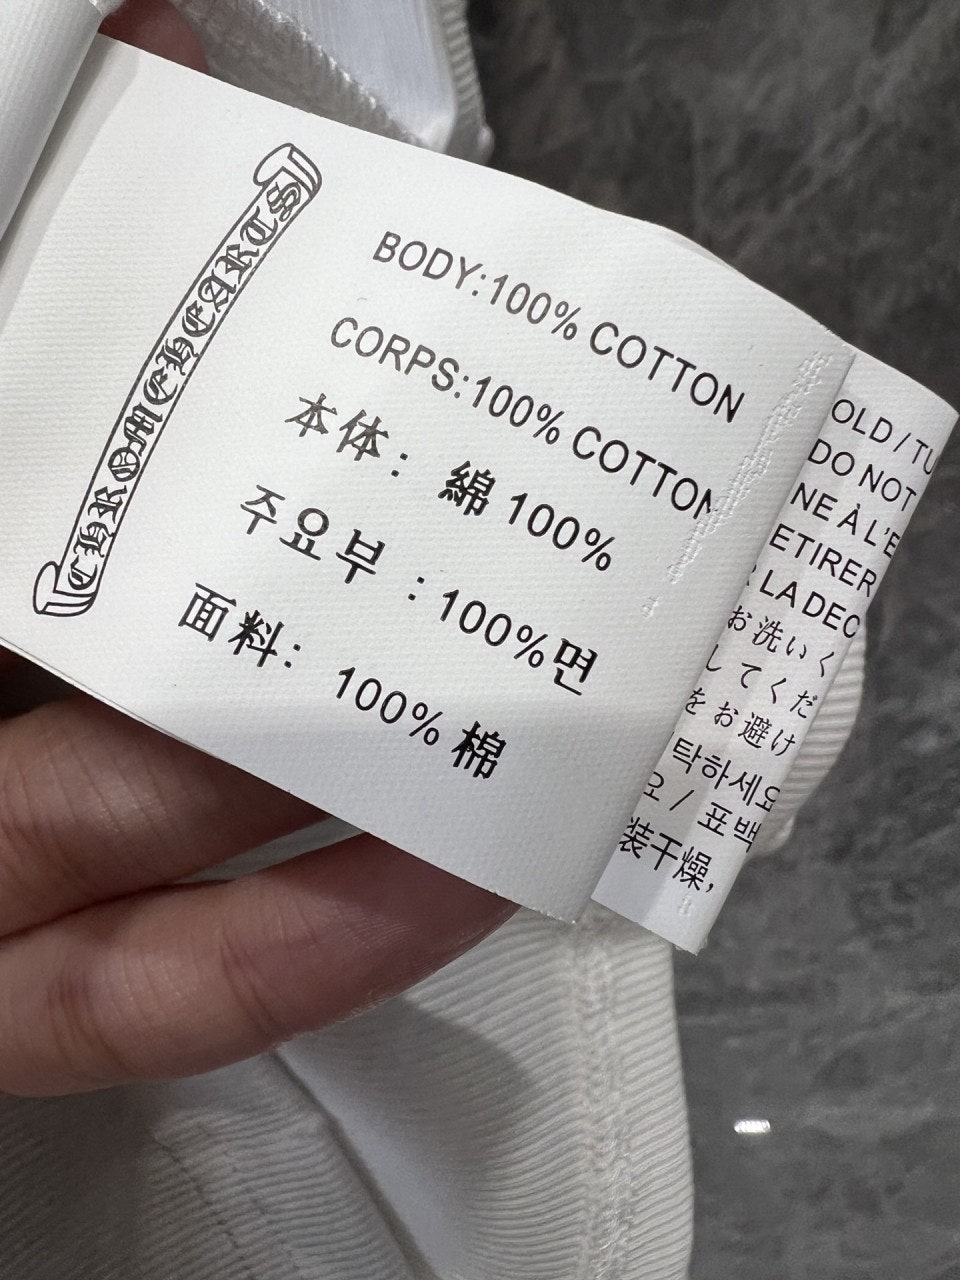 CHROME HEARTS
BODY:100% COTTON
CORPS:100% COTTON
本体: 綿 100%
주요부 : 100%면
面料: 100% 棉
OLD / TU
DO NOT
NE À L'E
ETIRER
LA DEC
お洗いく
してくだ
をお避け
탁하세요
요 / 표백
装干燥,